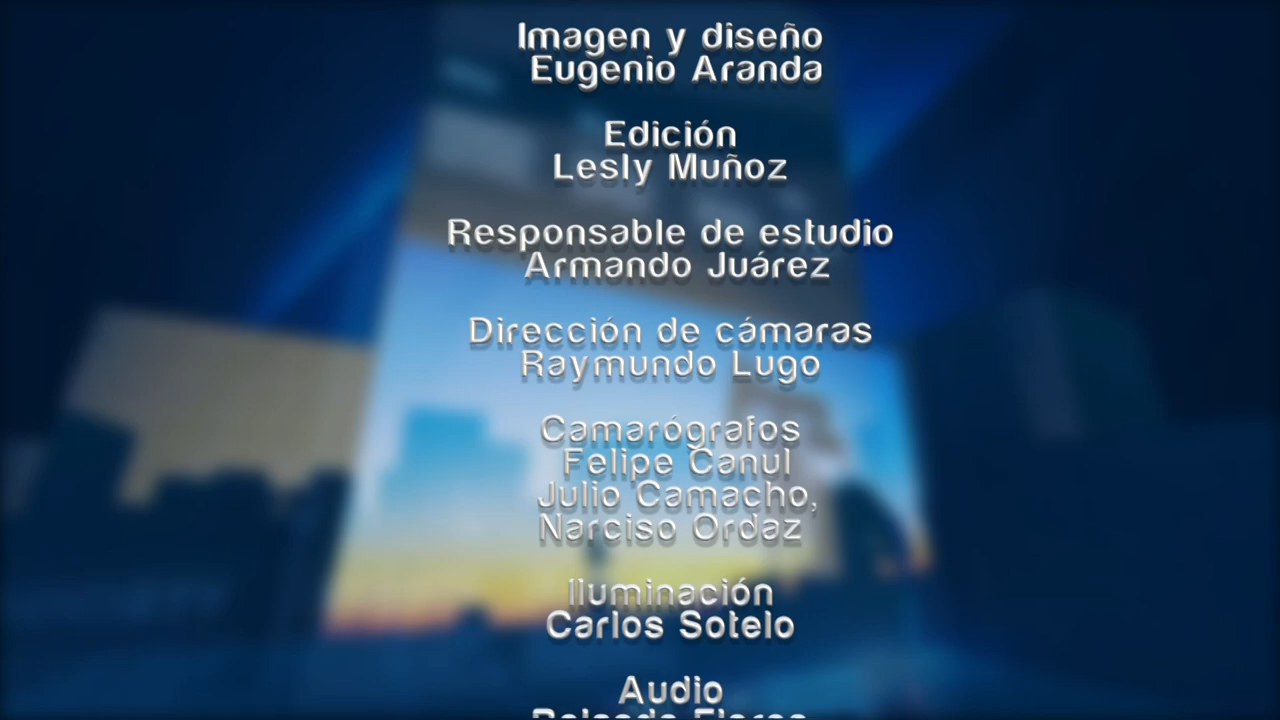 Imagen y diseño
Eugenio Aranda
Edición
Lesly Muñoz
Responsable de estudio
Armando Juárez
Dirección de cámaras
Raymundo Lugo
Camarógrafos
Felipe Canul
Julio Camacho,
Narciso Ordaz
Iluminación
Carlos Sotelo
Audio